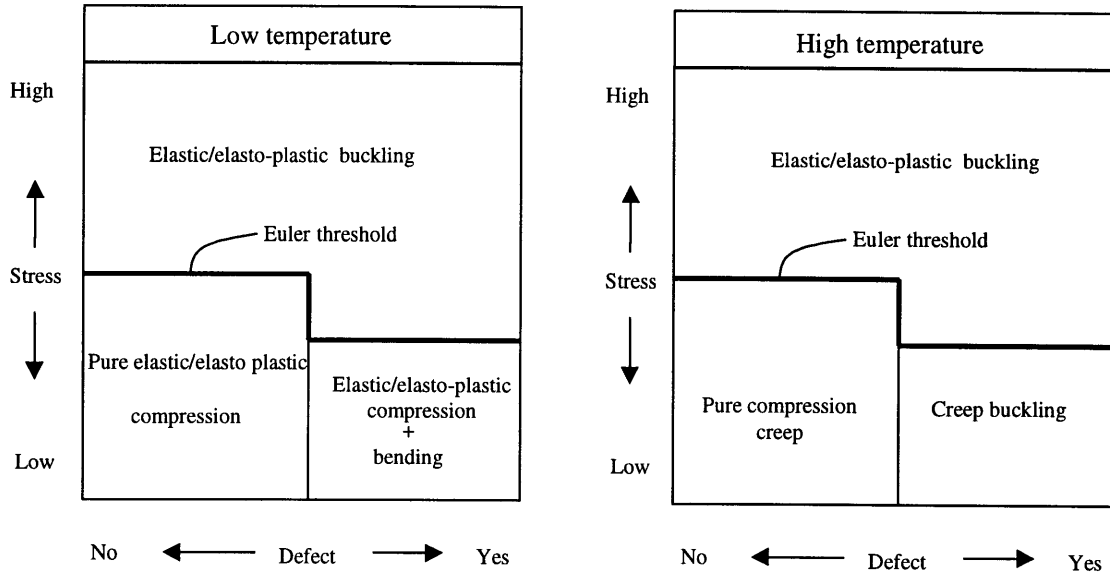 Low temperature
High
Elastic/elasto-plastic buckling
Euler threshold
Stress
Pure elastic/elasto plastic
compression
Elastic/elasto-plastic
compression
+
bending
Low
No
Defect
Yes
High temperature
High
Elastic/elasto-plastic buckling
Euler threshold
Stress
Pure compression
creep
Creep buckling
Low
No
Defect
Yes